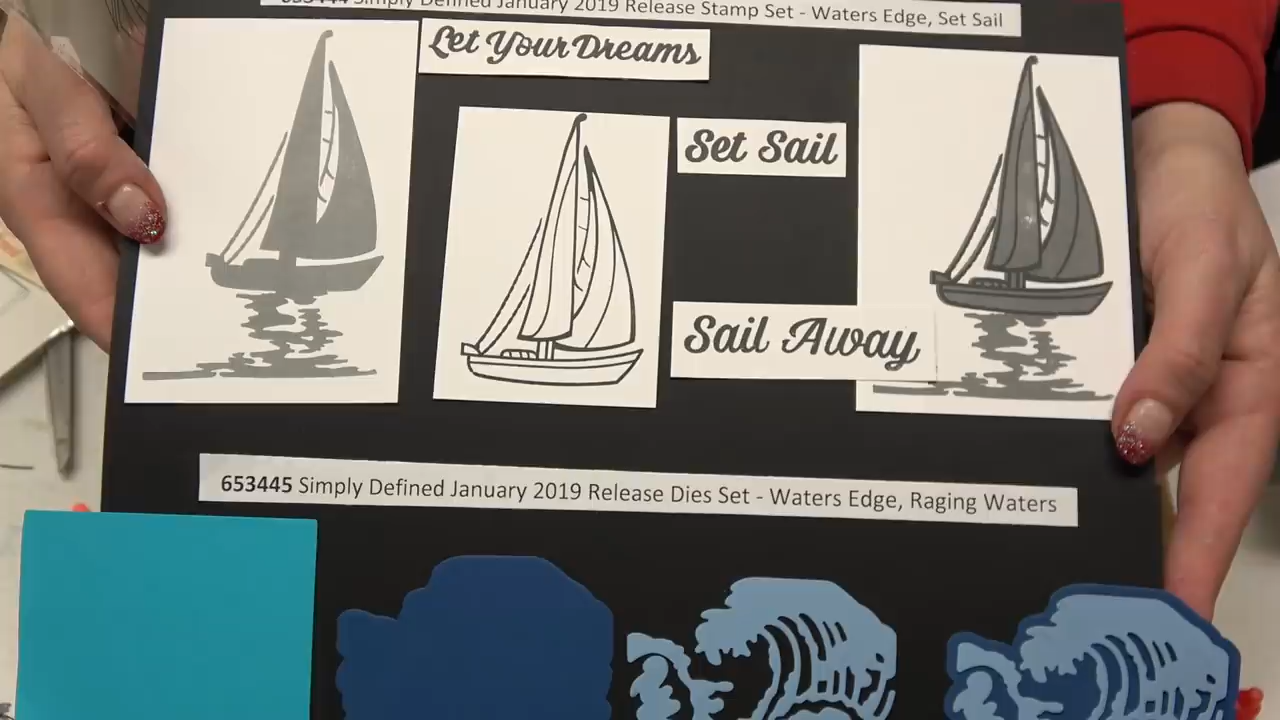 653444 Simply Defined January 2019 Release Stamp Set - Waters Edge, Set Sail
Let Your Dreams
Set Sail
Sail Away
653445 Simply Defined January 2019 Release Dies Set - Waters Edge, Raging Waters